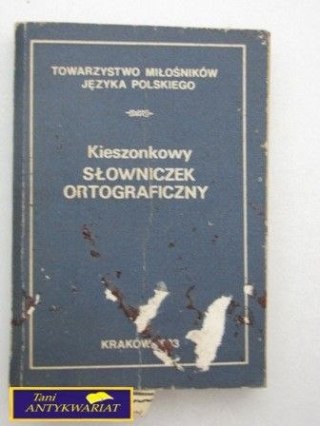 TOWARZYSTWO MIŁOŚNIKÓW
JĘZYKA POLSKIEGO
Kieszonkowy
SŁOWNICZEK
ORTOGRAFICZNY
KRAKÓW
Tani
ANTYKWARIAT